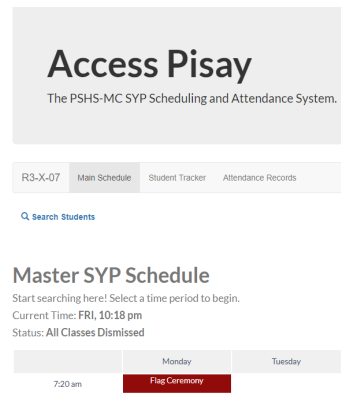 Access Pisay
The PSHS-MC SYP Scheduling and Attendance System.
R3-X-07 Main Schedule Student Tracker Attendance Records
Search Students
Master SYP Schedule
Start searching here! Select a time period to begin.
Current Time: FRI, 10:18 pm
Status: All Classes Dismissed
Monday Tuesday
7:20 am Flag Ceremony